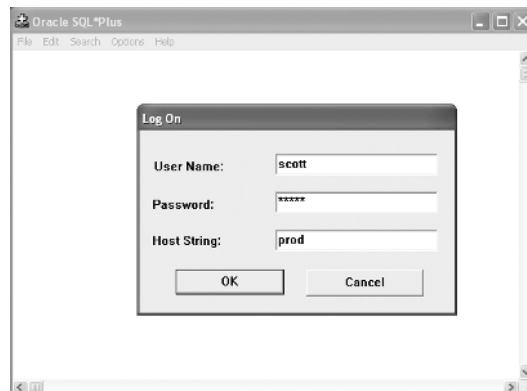 Oracle SQL*Plus
File Edit Search Options Help
Log On
User Name: scott
Password: *****
Host String: prod
OK Cancel